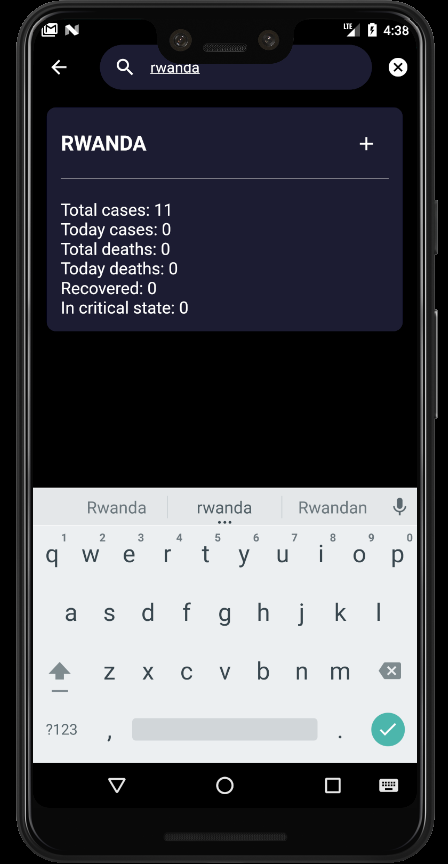 LTE 4:38
rwanda
RWANDA
Total cases: 11
Today cases: 0
Total deaths: 0
Today deaths: 0
Recovered: 0
In critical state: 0
Rwanda rwanda Rwandan
1 2 3 4 5 6 7 8 9 0
q w e r t y u i o p
a s d f g h j k l
z x c v b n m
?123 , .